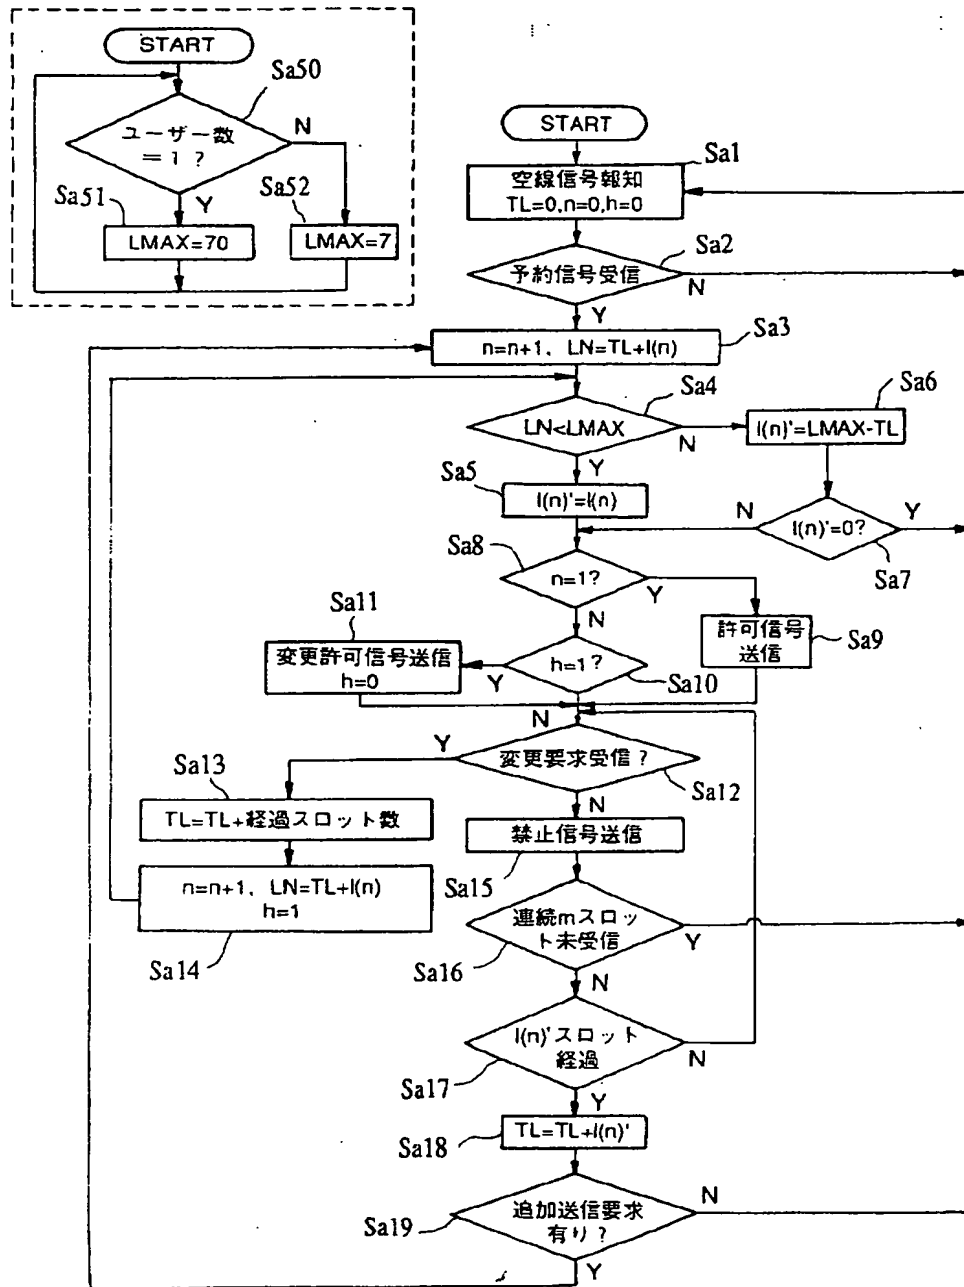 START
Sa50
ユーザー数
=1?
N
Y
Sa51
LMAX=70
Sa52
LMAX=7
START
Sa1
空線信号報知
TL=0,n=0,h=0
Sa2
予約信号受信
N
Y
Sa3
n=n+1, LN=TL+l(n)
Sa4
LN<LMAX
N
Y
Sa6
l(n)'=LMAX-TL
Sa5
l(n)'=l(n)
N
l(n)'=0?
Y
Sa7
Sa8
n=1?
Y
N
Sa9
許可信号
送信
Sa11
変更許可信号送信
h=0
Y
h=1?
Sa10
N
Y
変更要求受信?
Sa12
N
Sa13
TL=TL+経過スロット数
n=n+1, LN=TL+l(n)
h=1
Sa14
禁止信号送信
Sa15
連続mスロッ
ト未受信
Y
Sa16
N
l(n)'スロット
経過
N
Sa17
Y
TL=TL+l(n)'
Sa18
追加送信要求
有り?
N
Sa19
Y